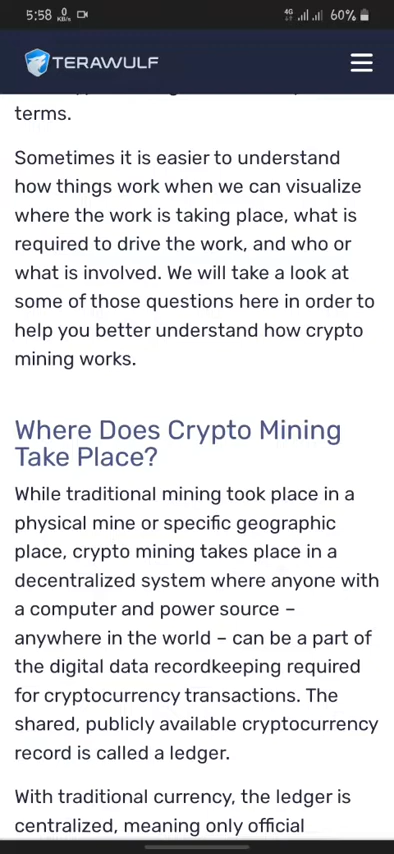 5:58 0 KB/s 4G 60%
TERAWULF
terms.
Sometimes it is easier to understand
how things work when we can visualize
where the work is taking place, what is
required to drive the work, and who or
what is involved. We will take a look at
some of those questions here in order to
help you better understand how crypto
mining works.
Where Does Crypto Mining
Take Place?
While traditional mining took place in a
physical mine or specific geographic
place, crypto mining takes place in a
decentralized system where anyone with
a computer and power source –
anywhere in the world – can be a part of
the digital data recordkeeping required
for cryptocurrency transactions. The
shared, publicly available cryptocurrency
record is called a ledger.
With traditional currency, the ledger is
centralized, meaning only official